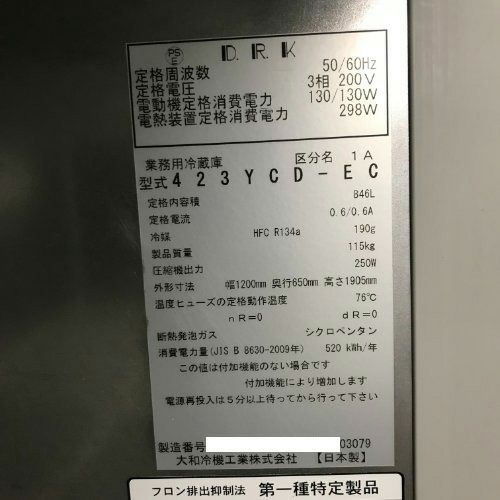 PS
E
D.R.K
定格周波数 50/60Hz
定格電圧 3相 200V
電動機定格消費電力 130/130W
電熱装置定格消費電力 298W
業務用冷蔵庫 区分名 1A
型式 423YCD-EC
定格内容積 846L
定格電流 0.6/0.6A
冷媒 HFC R134a 190g
製品質量 115kg
圧縮機出力 250W
外形寸法 幅1200mm 奥行650mm 高さ1905mm
温度ヒューズの定格動作温度 76℃
nR=0 dR=0
断熱発泡ガス シクロペンタン
消費電力量(JIS B 8630-2009年) 520 kWh/年
この値は付加機能のない場合です
付加機能により増加します
電源再投入は5分以上待ってから行って下さい
製造番号 03079
大和冷機工業株式会社 【日本製】
フロン排出抑制法 第一種特定製品